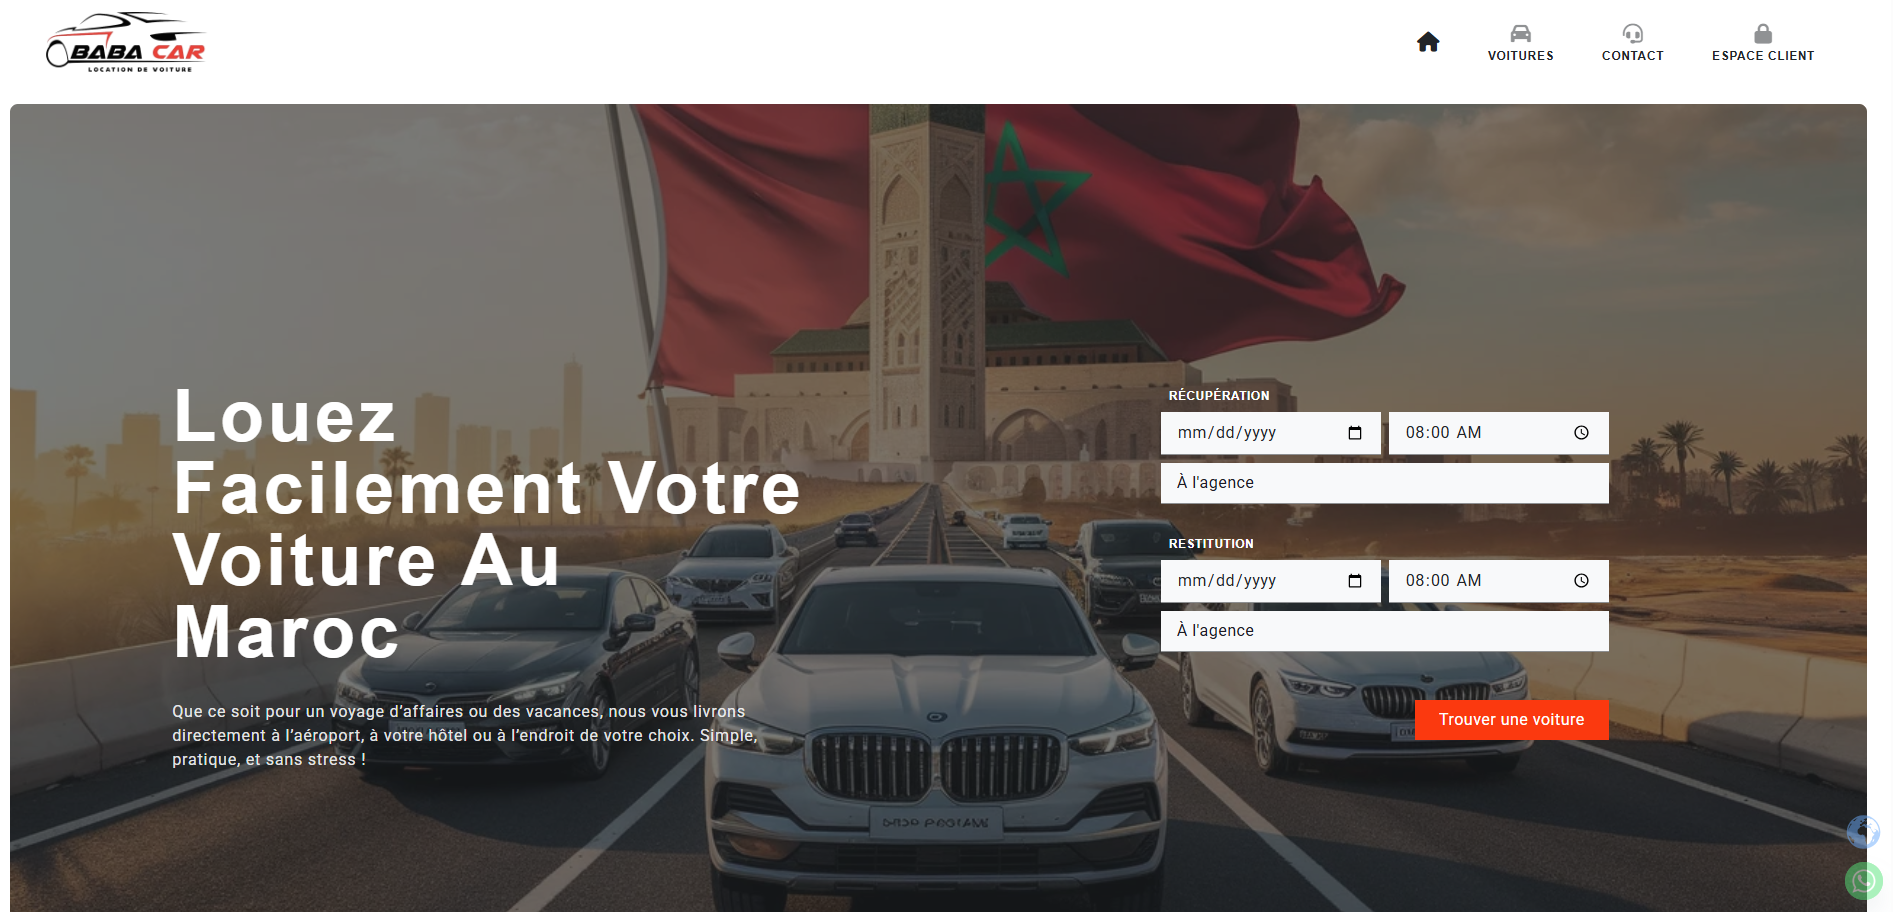 BABA CAR
LOCATION DE VOITURE
VOITURES
CONTACT
ESPACE CLIENT
Louez
Facilement Votre
Voiture Au
Maroc
Que ce soit pour un voyage d’affaires ou des vacances, nous vous livrons
directement à l’aéroport, à votre hôtel ou à l’endroit de votre choix. Simple,
pratique, et sans stress !
RÉCUPÉRATION
mm/dd/yyyy
08:00 AM
À l'agence
RESTITUTION
mm/dd/yyyy
08:00 AM
À l'agence
Trouver une voiture